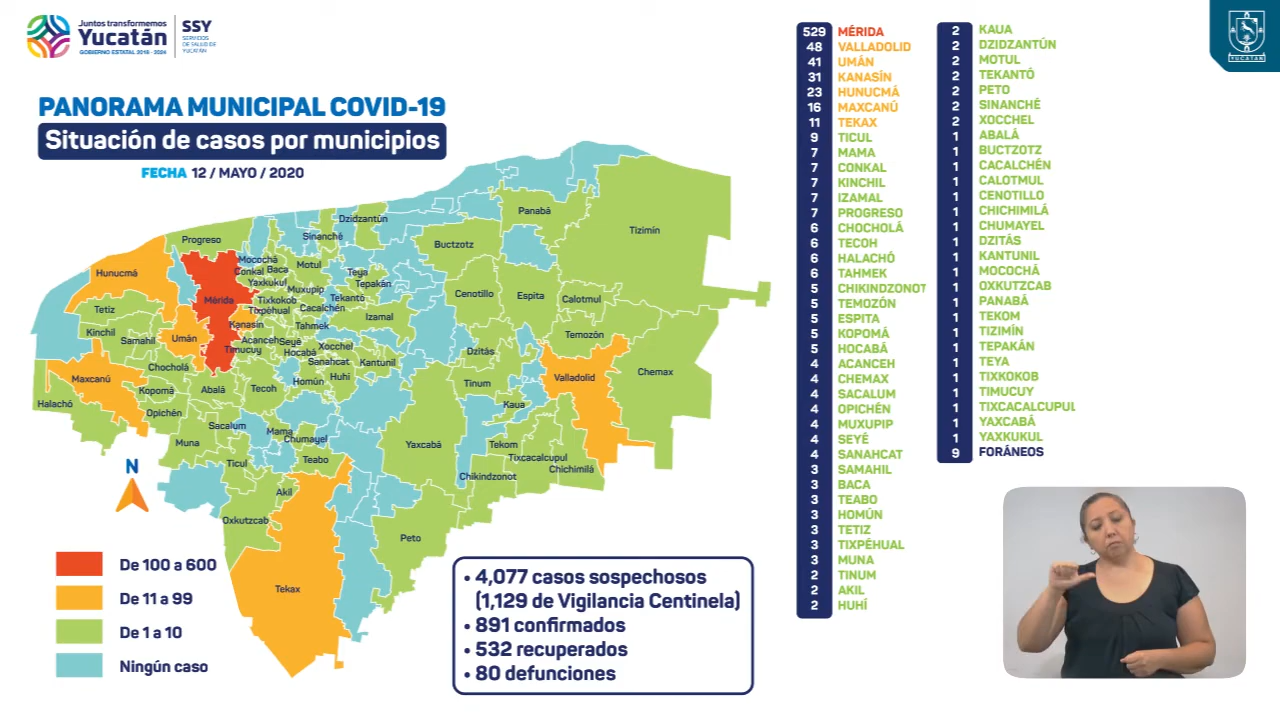 Juntos transformemos
Yucatán
GOBIERNO ESTATAL 2018 - 2024
SSY
SERVICIOS
DE SALUD DE
YUCATÁN
YUCATÁN
PANORAMA MUNICIPAL COVID-19
Situación de casos por municipios
FECHA 12 / MAYO / 2020
Progreso
Dzidzantún
Panabá
Tizimín
Sinanché
Buctzotz
Hunucmá
Mocochá
Conkal
Baca
Motul
Teya
Yaxkukul
Tepakán
Muxupip
Mérida
Tixkokob
Tekantó
Cenotillo
Espita
Calotmul
Tetiz
Tixpéhual
Cacalchén
Izamal
Kinchil
Samahil
Umán
Kanasín
Tahmek
Temozón
Acanceh
Seyé
Xocchel
Timucuy
Hocabá
Sanahcat
Kantunil
Dzitás
Chocholá
Maxcanú
Kopomá
Abalá
Tecoh
Homún
Huhí
Tinum
Valladolid
Chemax
Halachó
Opichén
Kaua
Sacalum
Mama
Chumayel
Muna
Yaxcabá
Tekom
Tixcacalcupul
Ticul
Teabo
Chikindzonot
Chichimilá
Akil
Oxkutzcab
Peto
Tekax
N
De 100 a 600
De 11 a 99
De 1 a 10
Ningún caso
• 4,077 casos sospechosos
(1,129 de Vigilancia Centinela)
• 891 confirmados
• 532 recuperados
• 80 defunciones
529 MÉRIDA
48 VALLADOLID
41 UMÁN
31 KANASÍN
23 HUNUCMÁ
16 MAXCANÚ
11 TEKAX
9 TICUL
7 MAMA
7 CONKAL
7 KINCHIL
7 IZAMAL
7 PROGRESO
6 CHOCHOLÁ
6 TECOH
6 HALACHÓ
6 TAHMEK
5 CHIKINDZONOT
5 TEMOZÓN
5 ESPITA
5 KOPOMÁ
5 HOCABÁ
4 ACANCEH
4 CHEMAX
4 SACALUM
4 OPICHÉN
4 MUXUPIP
4 SEYÉ
4 SANAHCAT
3 SAMAHIL
3 BACA
3 TEABO
3 HOMÚN
3 TETIZ
3 TIXPÉHUAL
3 MUNA
2 TINUM
2 AKIL
2 HUHÍ
2 KAUA
2 DZIDZANTÚN
2 MOTUL
2 TEKANTÓ
2 PETO
2 SINANCHÉ
2 XOCCHEL
1 ABALÁ
1 BUCTZOTZ
1 CACALCHÉN
1 CALOTMUL
1 CENOTILLO
1 CHICHIMILÁ
1 CHUMAYEL
1 DZITÁS
1 KANTUNIL
1 MOCOCHÁ
1 OXKUTZCAB
1 PANABÁ
1 TEKOM
1 TIZIMÍN
1 TEPAKÁN
1 TEYA
1 TIXKOKOB
1 TIMUCUY
1 TIXCACALCUPUL
1 YAXCABÁ
1 YAXKUKUL
9 FORÁNEOS